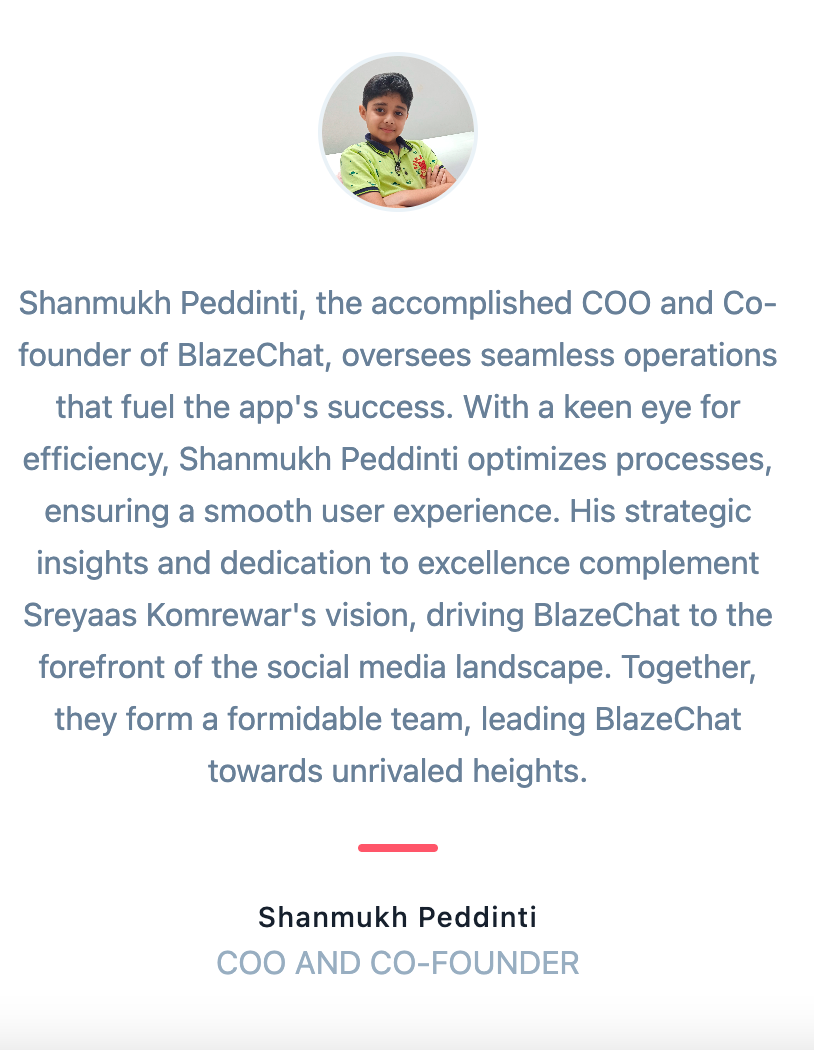 Shanmukh Peddinti, the accomplished COO and Co-
founder of BlazeChat, oversees seamless operations
that fuel the app's success. With a keen eye for
efficiency, Shanmukh Peddinti optimizes processes,
ensuring a smooth user experience. His strategic
insights and dedication to excellence complement
Sreyaas Komrewar's vision, driving BlazeChat to the
forefront of the social media landscape. Together,
they form a formidable team, leading BlazeChat
towards unrivaled heights.
Shanmukh Peddinti
COO AND CO-FOUNDER